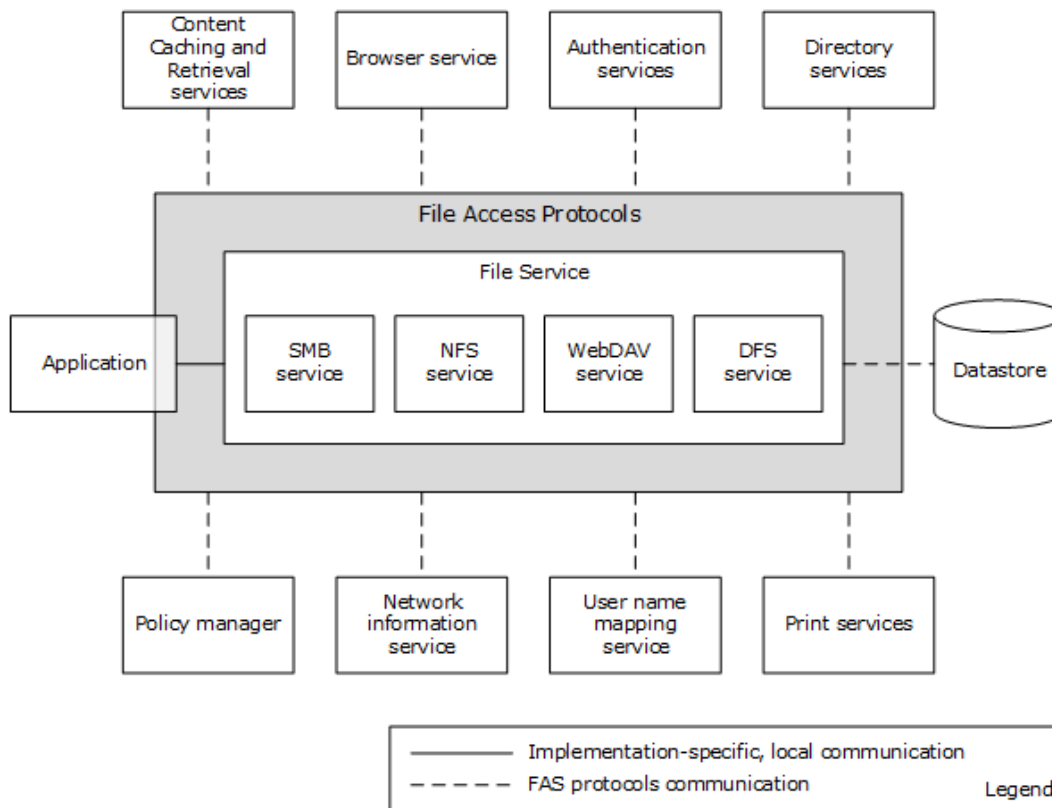 Content
Caching and
Retrieval
services
Browser service
Authentication
services
Directory
services
File Access Protocols
File Service
Application
SMB
service
NFS
service
WebDAV
service
DFS
service
Datastore
Policy manager
Network
information
service
User name
mapping
service
Print services
Implementation-specific, local communication
FAS protocols communication
Legend